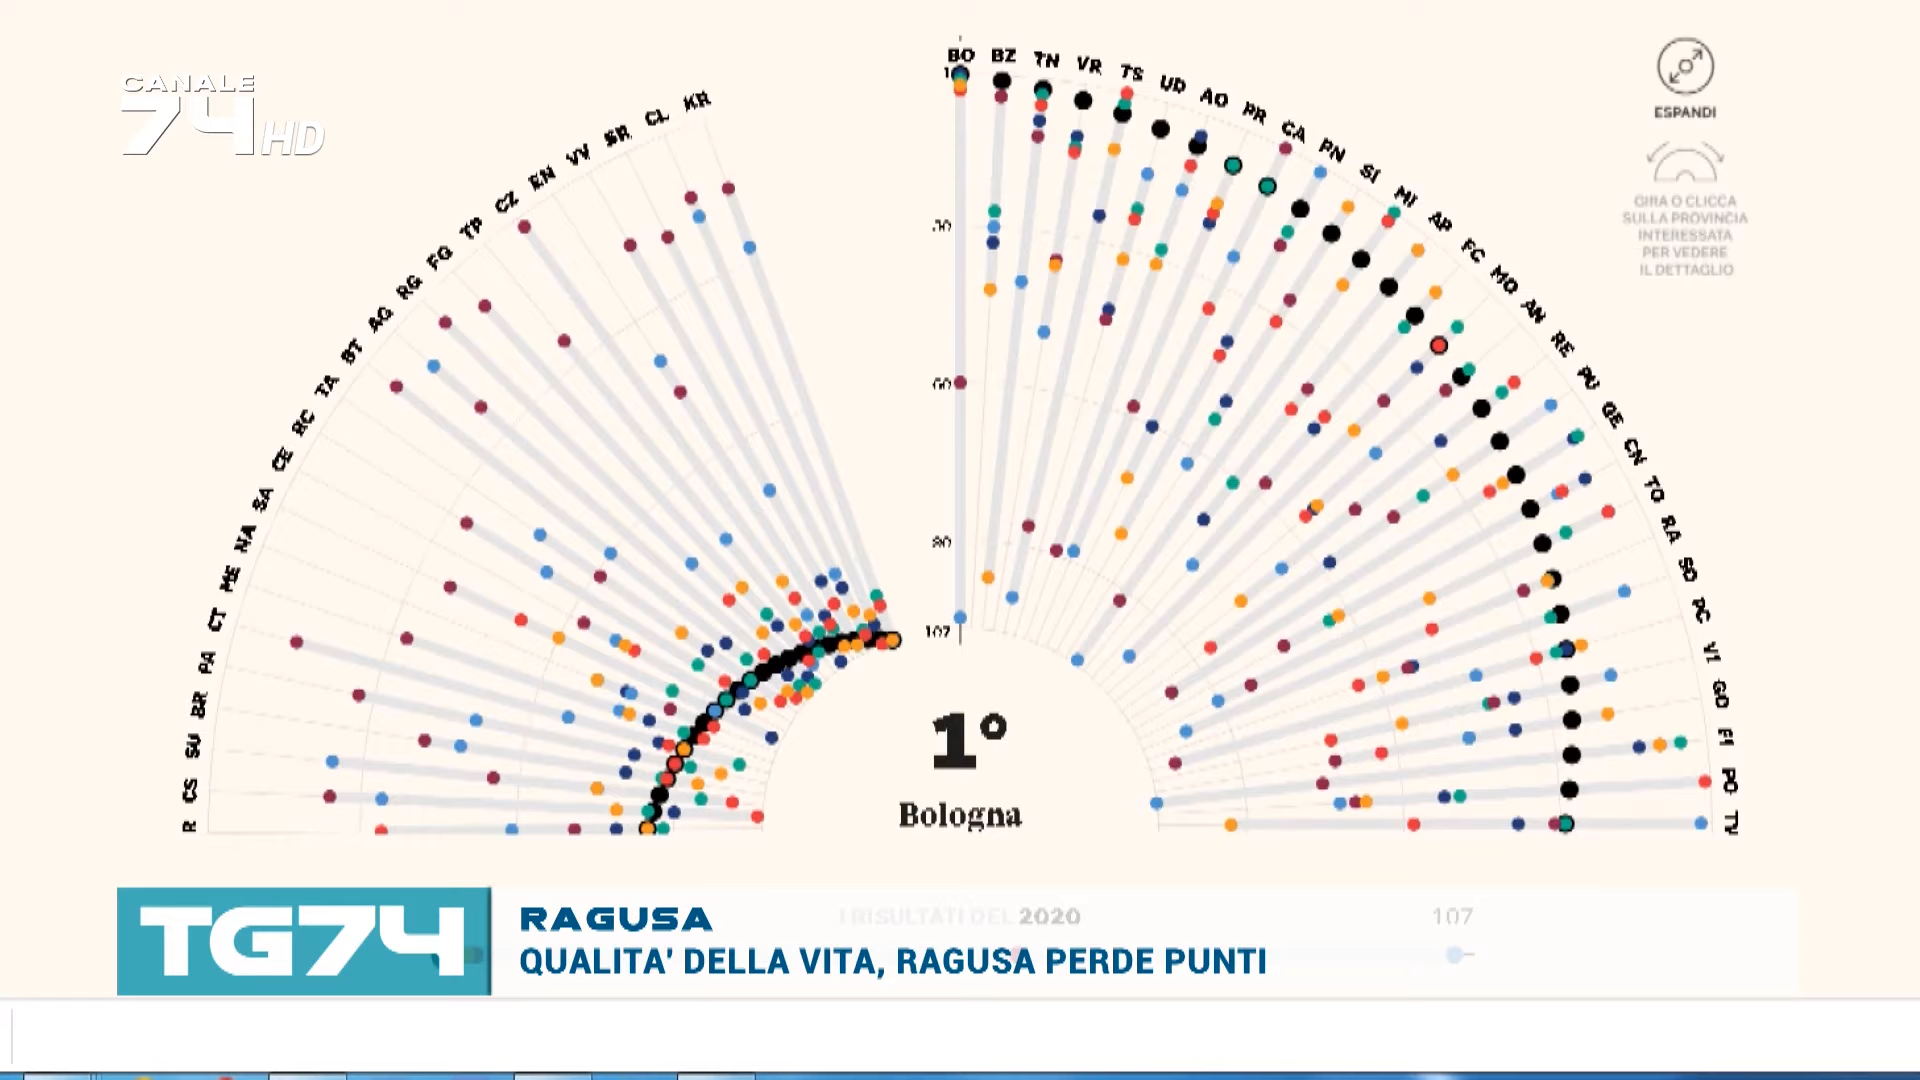 CANALE
74 HD
BO BZ TN VR TS UD AO PR CA PN SI MI AP FC MO AN RE PU GE CN TO RA SO PC VI GO FI PO TV
R CS SU BR PA CT ME NA SA CE RC TA BT AG RG FG TP CZ EN VV SR CL KR
30
60
80
107
ESPANDI
GIRA O CLICCA
SULLA PROVINCIA
INTERESSATA
PER VEDERE
IL DETTAGLIO
1°
Bologna
I RISULTATI DEL 2020
107
TG74
RAGUSA
QUALITA' DELLA VITA, RAGUSA PERDE PUNTI